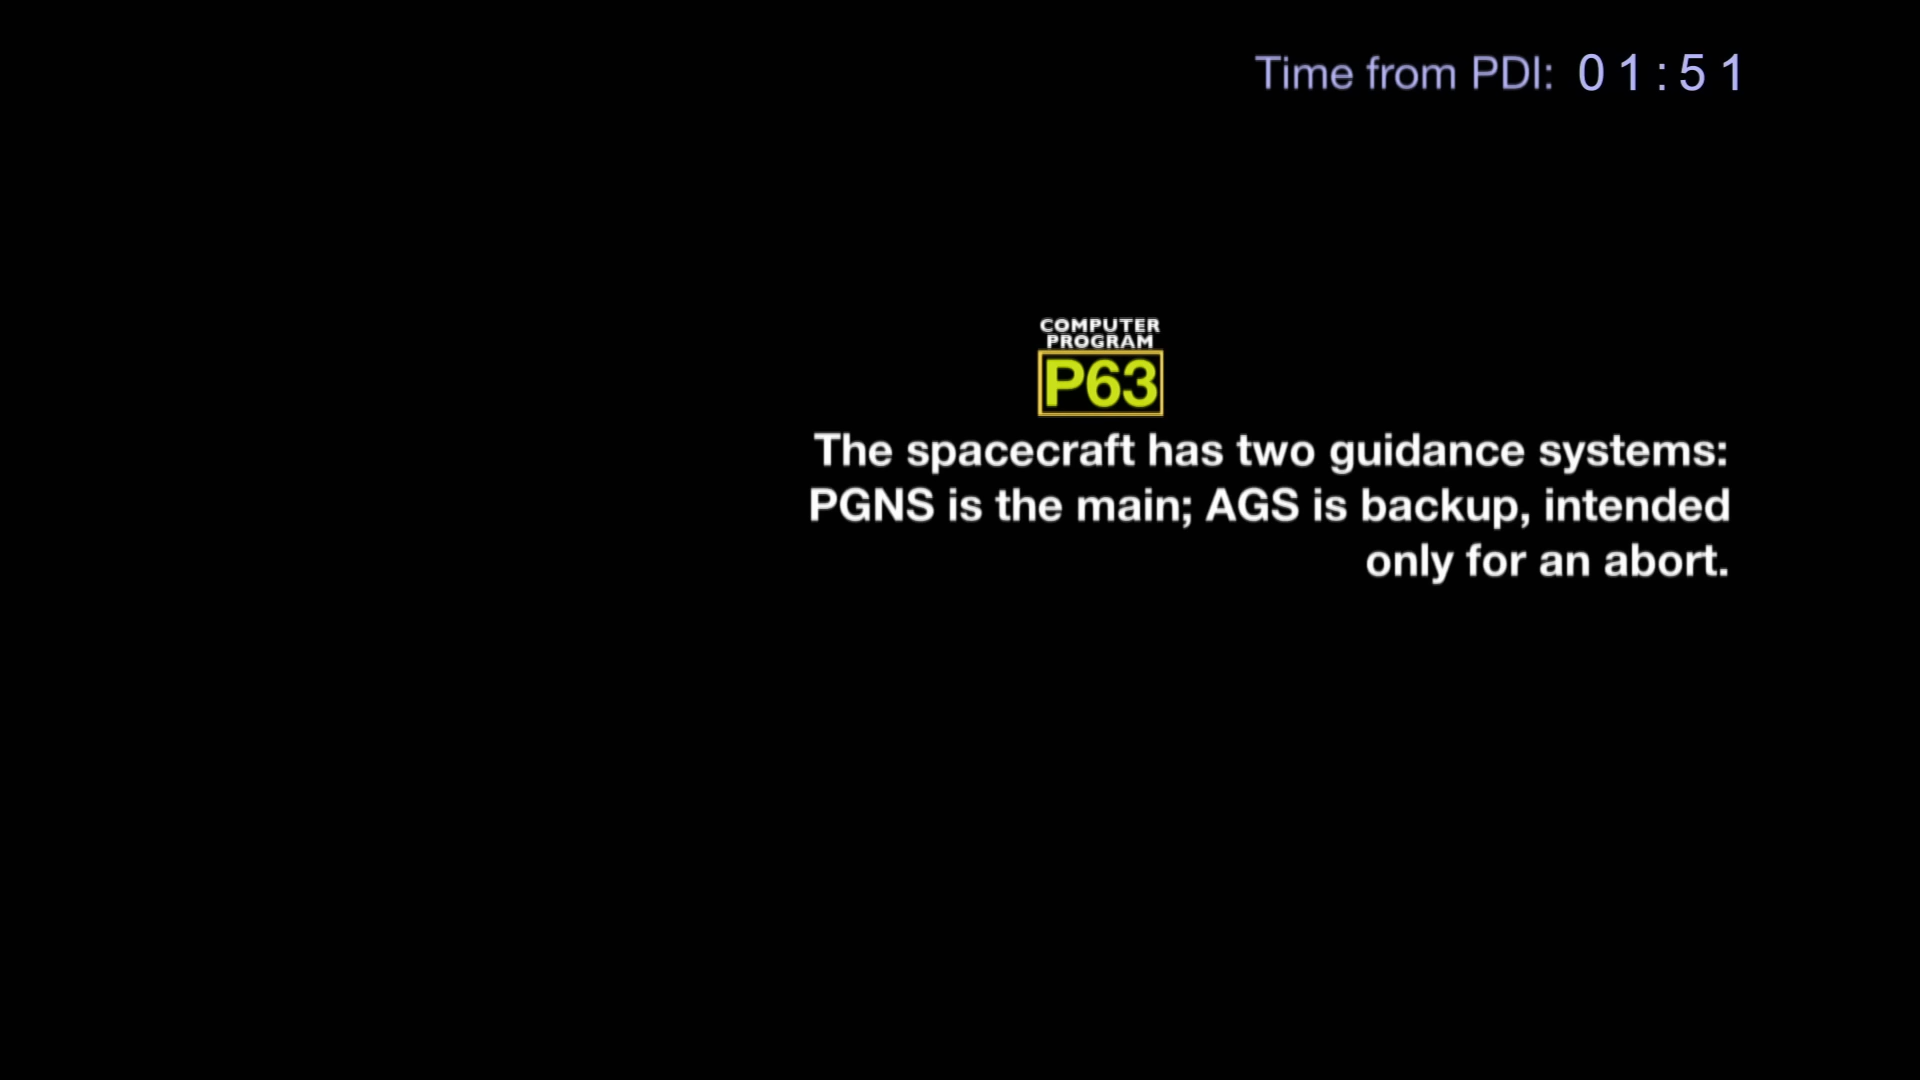 Time from PDI: 01:51
COMPUTER
PROGRAM
P63
The spacecraft has two guidance systems:
PGNS is the main; AGS is backup, intended
only for an abort.